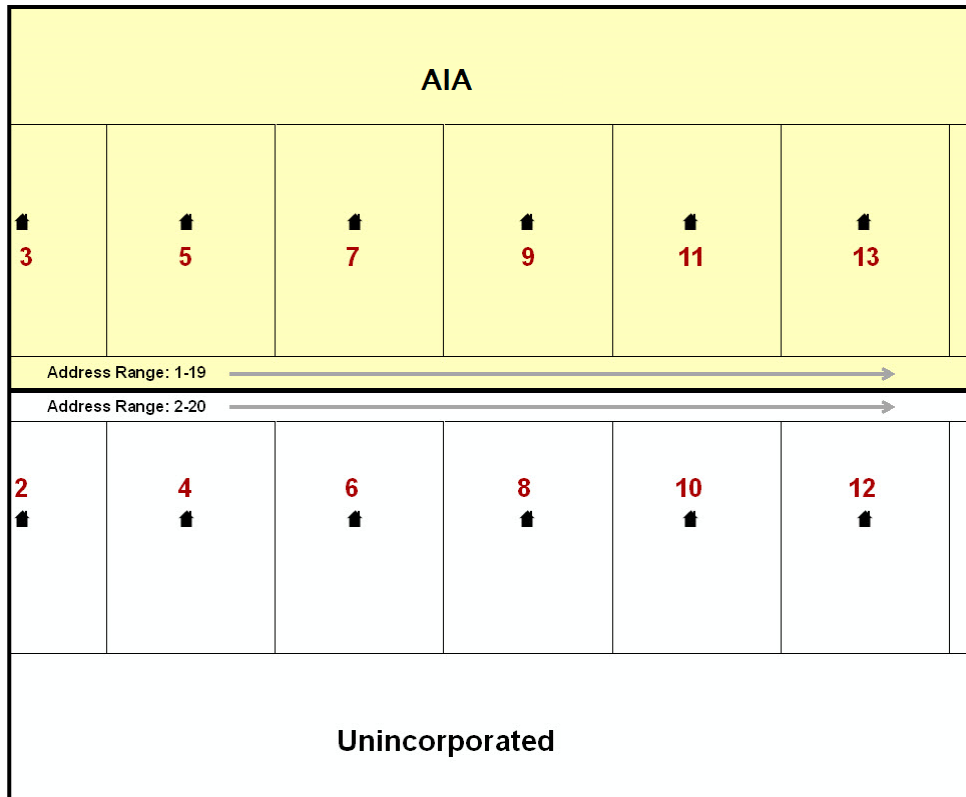 AIA
3 5 7 9 11 13
Address Range: 1-19
Address Range: 2-20
2 4 6 8 10 12
Unincorporated